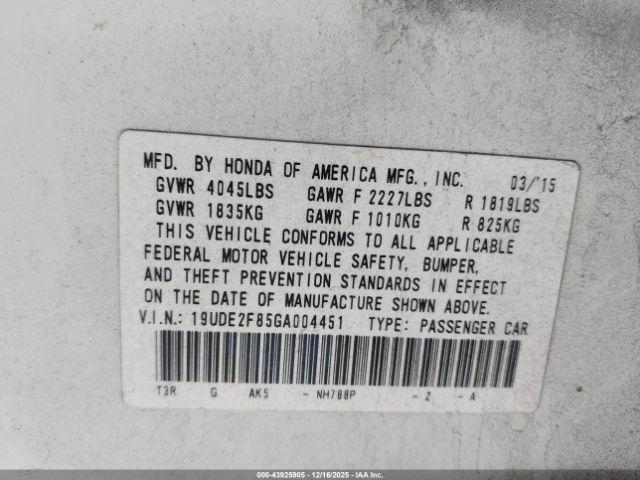 MFD. BY HONDA OF AMERICA MFG., INC. 03/'15
GVWR 4045LBS GAWR F 2227LBS R 1819LBS
GVWR 1835KG GAWR F 1010KG R 825KG
THIS VEHICLE CONFORMS TO ALL APPLICABLE
FEDERAL MOTOR VEHICLE SAFETY, BUMPER,
AND THEFT PREVENTION STANDARDS IN EFFECT
ON THE DATE OF MANUFACTURE SHOWN ABOVE.
V.I.N.: 19UDE2F85GA004451 TYPE: PASSENGER CAR
T3R G AK5 - NH788P - Z - A
000-43925905 - 12/16/2025 - IAA Inc.